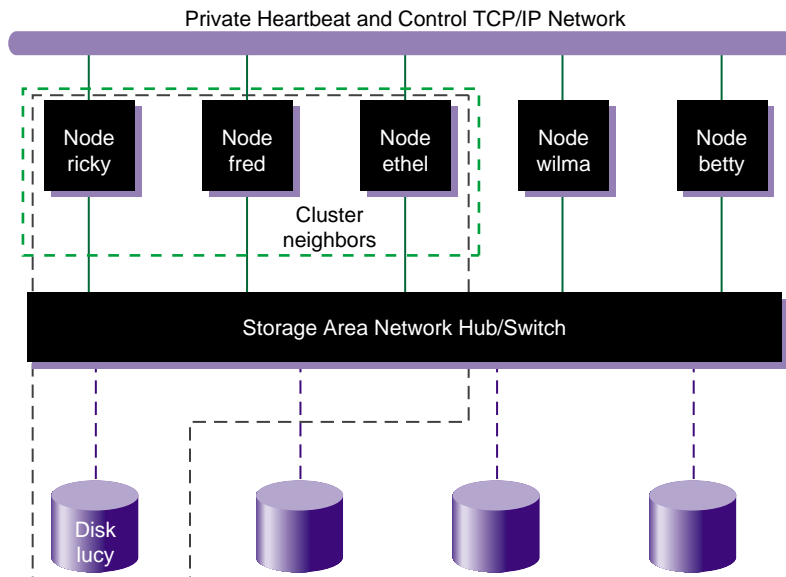 Private Heartbeat and Control TCP/IP Network
Node
ricky
Node
fred
Node
ethel
Node
wilma
Node
betty
Cluster
neighbors
Storage Area Network Hub/Switch
Disk
lucy